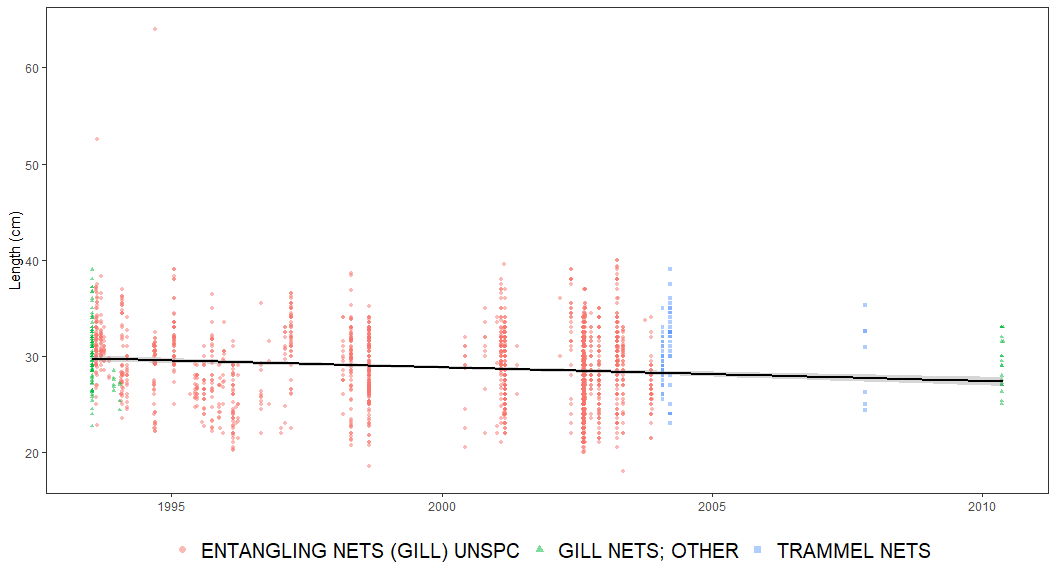 60
50
40
30
20
Length (cm)
1995 2000 2005 2010
ENTANGLING NETS (GILL) UNSPC GILL NETS; OTHER TRAMMEL NETS